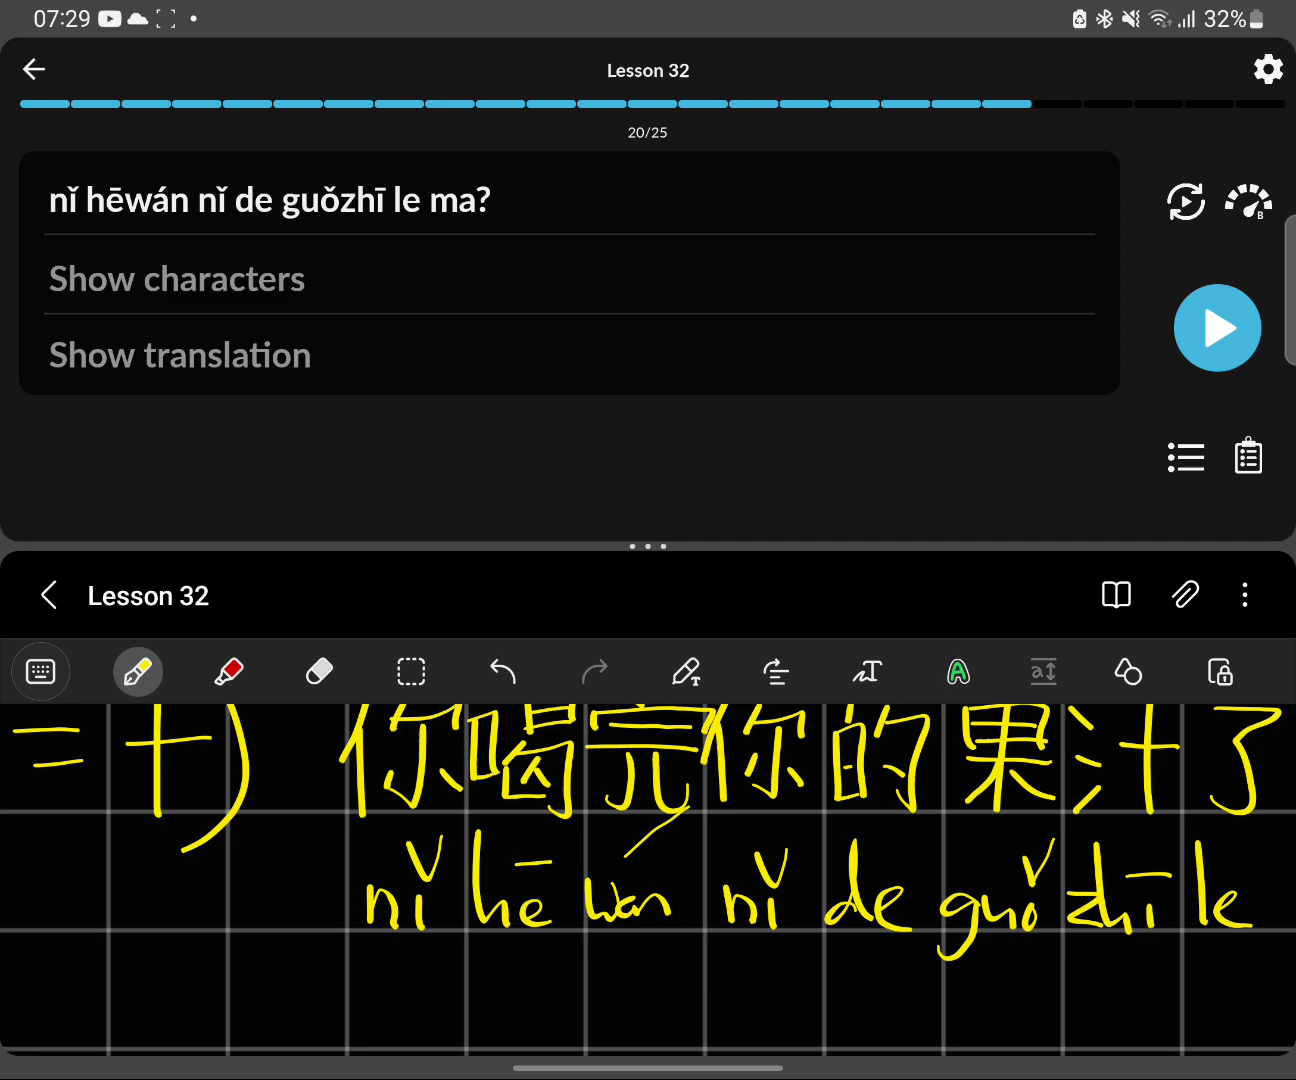 07:29 32%
Lesson 32
20/25
nǐ hēwán nǐ de guǒzhī le ma?
Show characters
Show translation
Lesson 32
二十) 你喝完你的果汁了
nǐ hē wán nǐ de guǒ zhī le